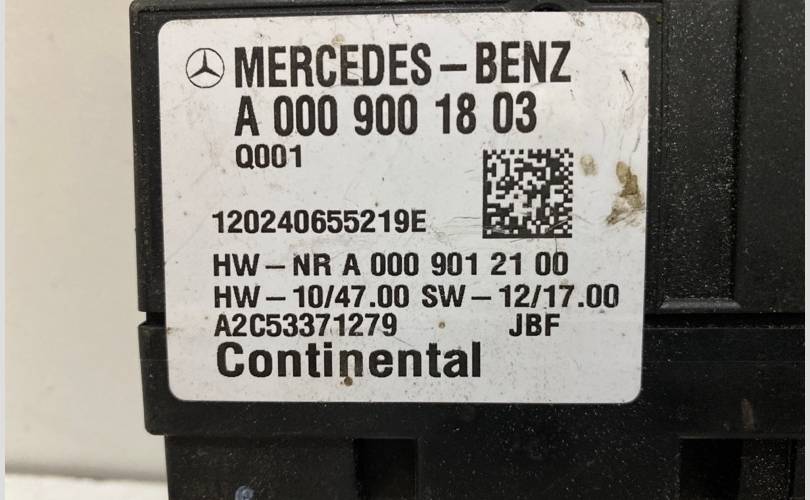 MERCEDES-BENZ
A 000 900 18 03
Q001
120240655219E
HW-NR A 000 901 21 00
HW-10/47.00 SW-12/17.00
A2C53371279 JBF
Continental